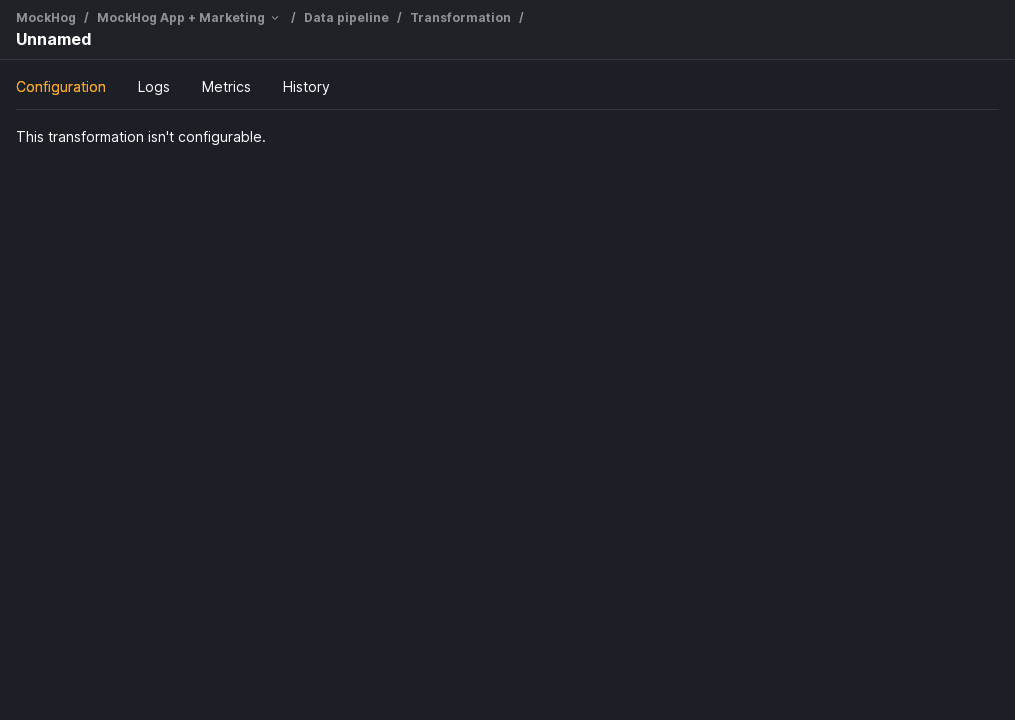 MockHog / MockHog App + Marketing / Data pipeline / Transformation /
Unnamed
Configuration Logs Metrics History
This transformation isn't configurable.